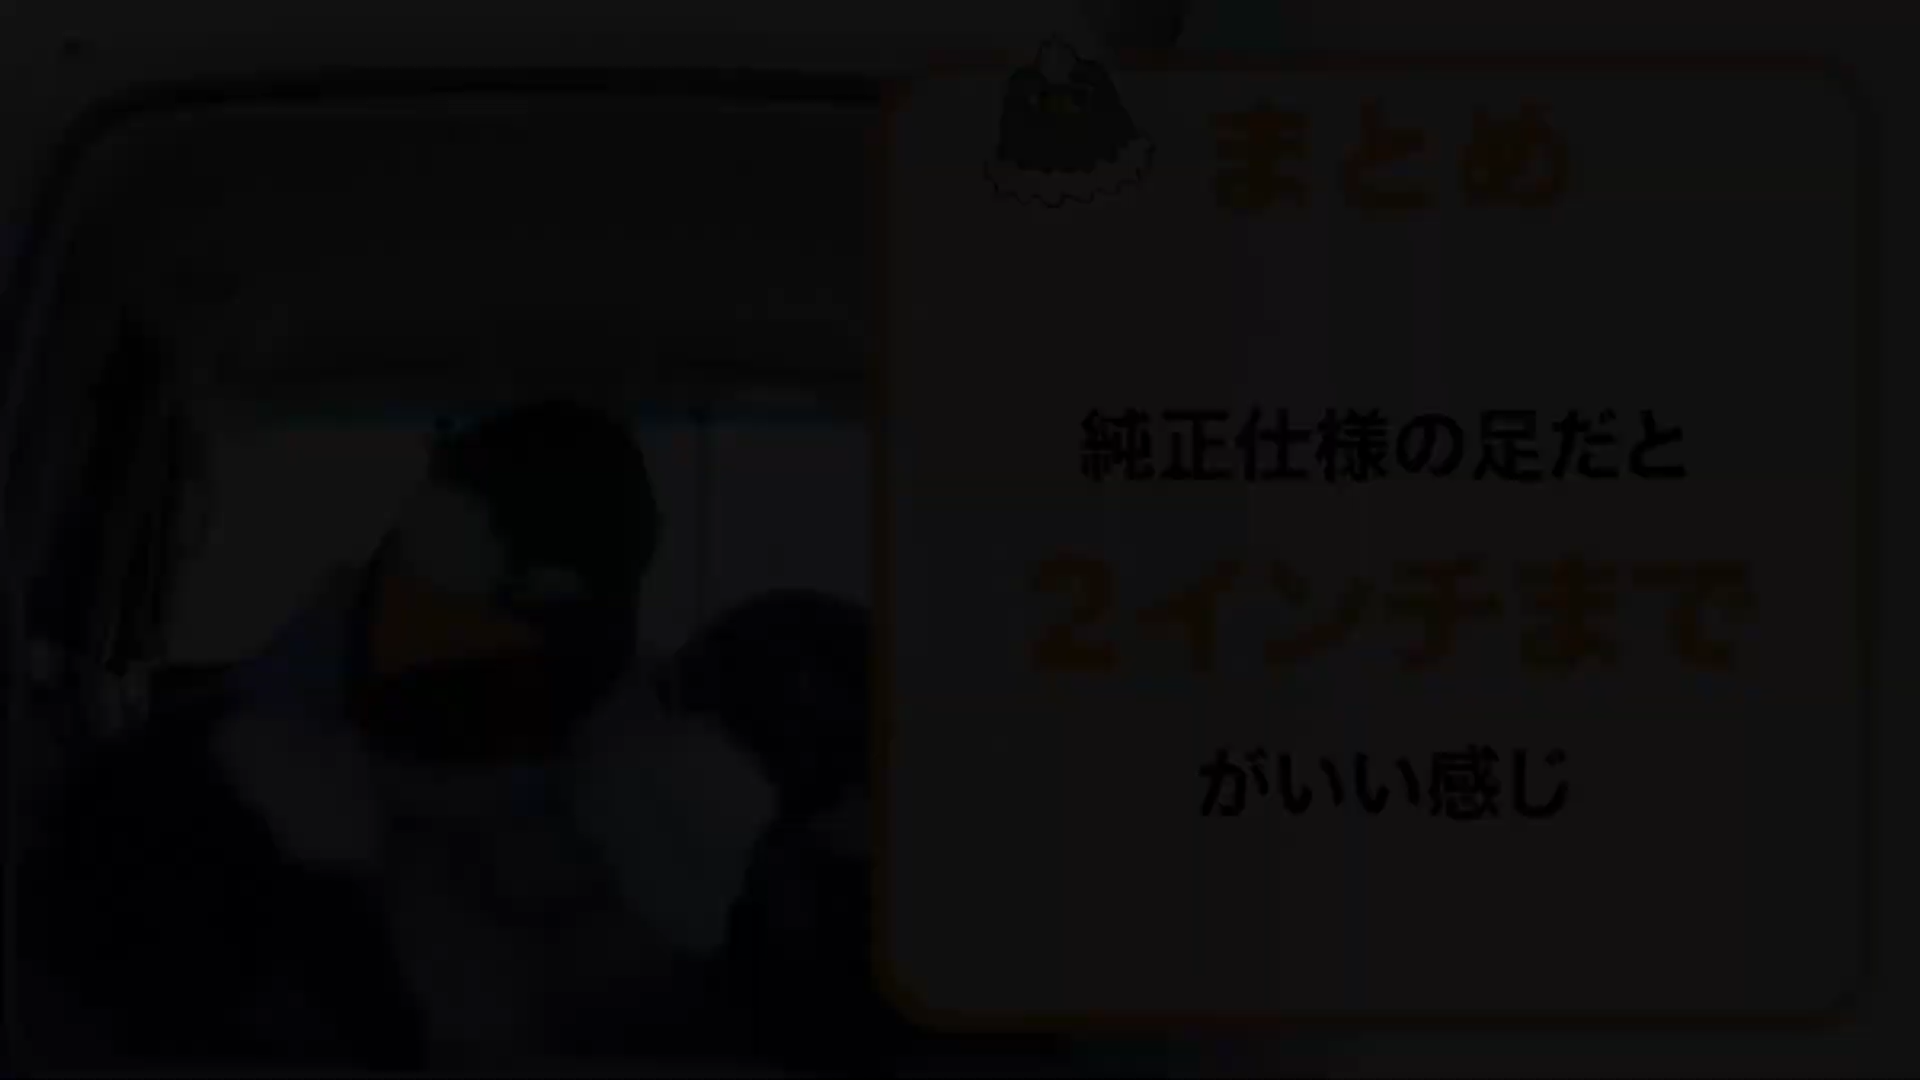 まとめ
純正仕様の足だと
2インチまで
がいい感じ